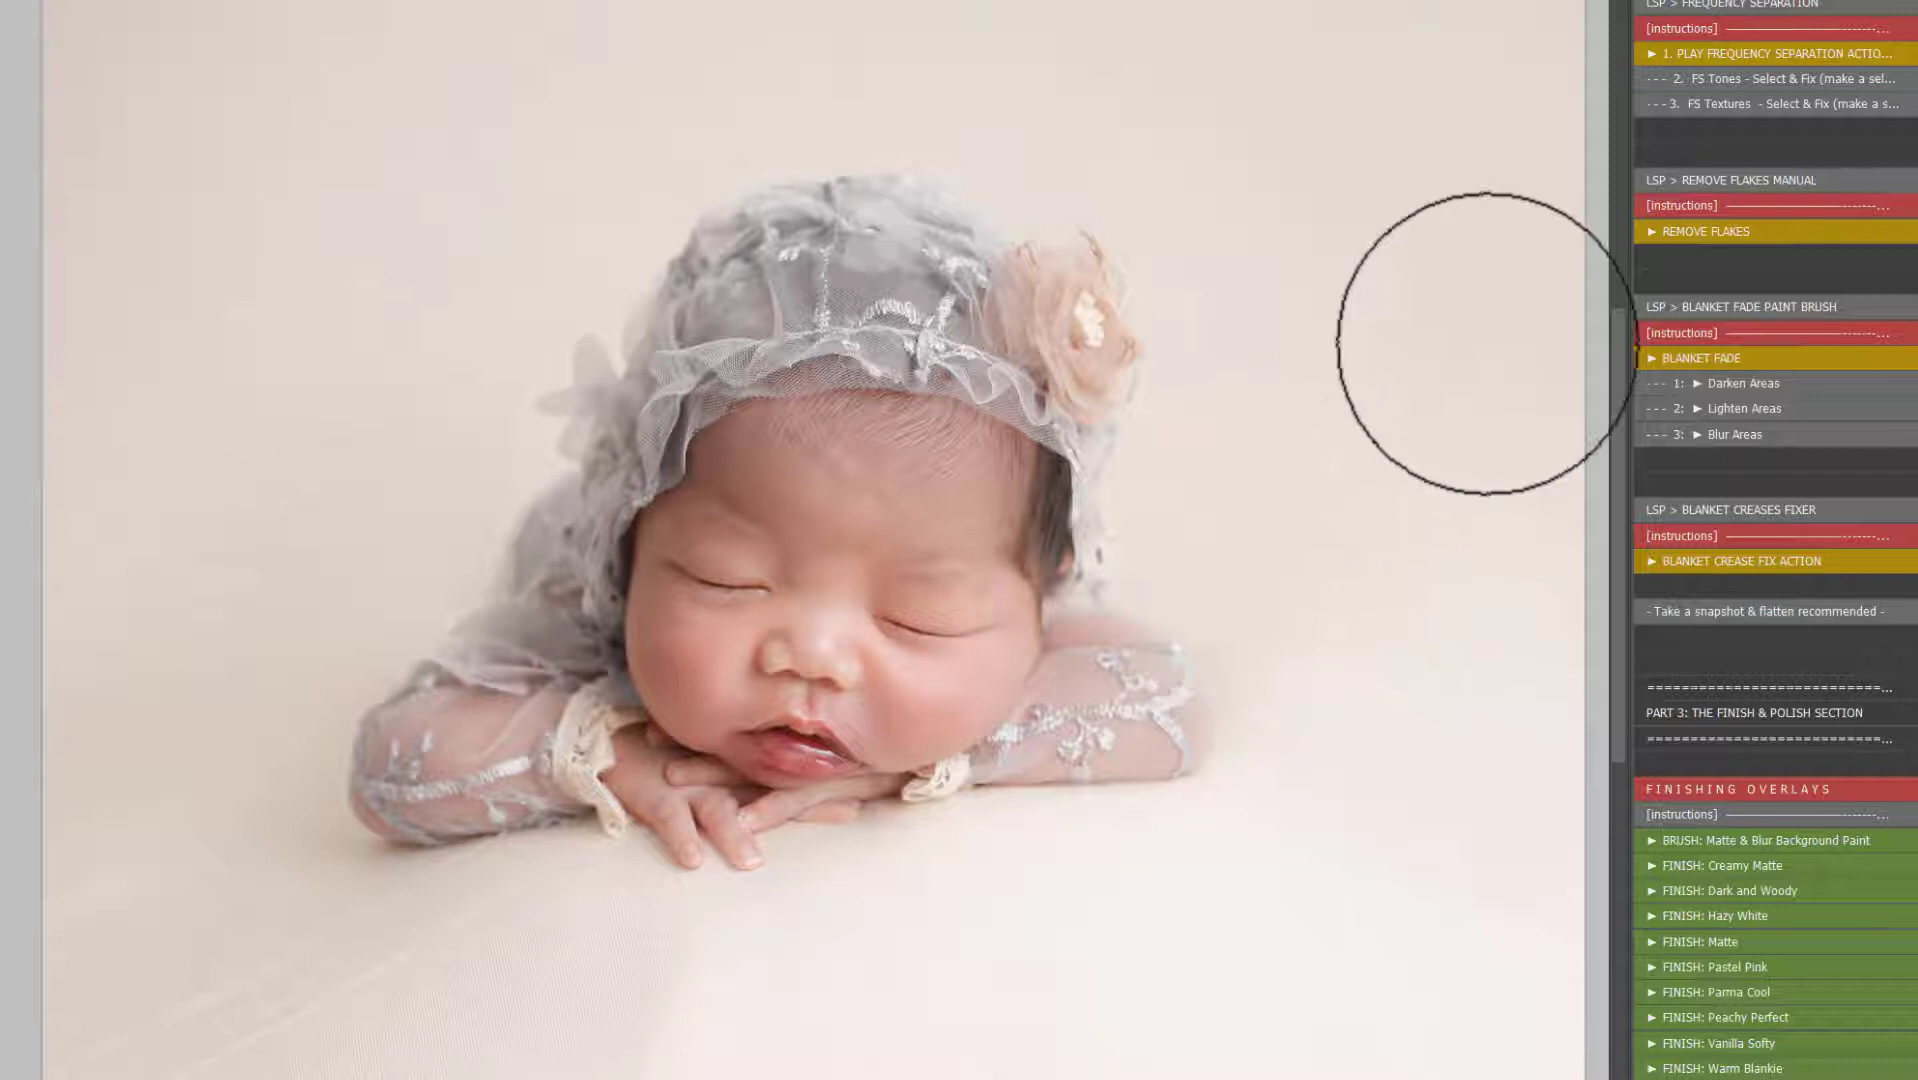 LSP > FREQUENCY SEPARATION
[instructions] ------------------------------...
► 1. PLAY FREQUENCY SEPARATION ACTIO...
--- 2. FS Tones - Select & Fix (make a sel...
--- 3. FS Textures - Select & Fix (make a s...
LSP > REMOVE FLAKES MANUAL
[instructions] ------------------------------...
► REMOVE FLAKES
LSP > BLANKET FADE PAINT BRUSH
[instructions] ------------------------------...
► BLANKET FADE
--- 1: ► Darken Areas
--- 2: ► Lighten Areas
--- 3: ► Blur Areas
LSP > BLANKET CREASES FIXER
[instructions] ------------------------------...
► BLANKET CREASE FIX ACTION
- Take a snapshot & flatten recommended -
===========================...
PART 3: THE FINISH & POLISH SECTION
===========================...
FINISHING OVERLAYS
[instructions] ------------------------------...
► BRUSH: Matte & Blur Background Paint
► FINISH: Creamy Matte
► FINISH: Dark and Woody
► FINISH: Hazy White
► FINISH: Matte
► FINISH: Pastel Pink
► FINISH: Parma Cool
► FINISH: Peachy Perfect
► FINISH: Vanilla Softy
► FINISH: Warm Blankie